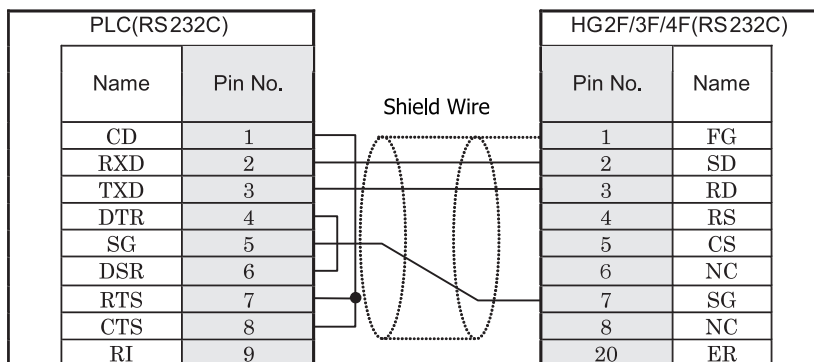 PLC(RS232C) HG2F/3F/4F(RS232C)
Name Pin No. Pin No. Name
Shield Wire
CD 1 1 FG
RXD 2 2 SD
TXD 3 3 RD
DTR 4 4 RS
SG 5 5 CS
DSR 6 6 NC
RTS 7 7 SG
CTS 8 8 NC
RI 9 20 ER